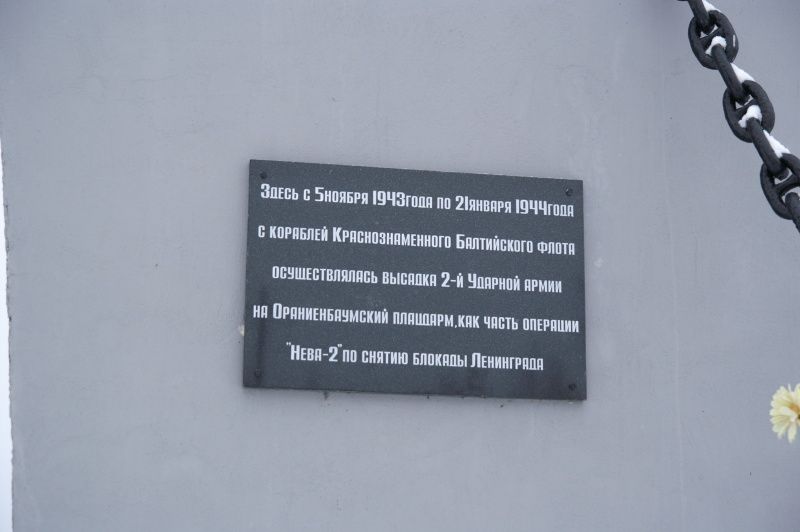 Здесь с 5ноября 1943года по 21января 1944года
с кораблей Краснознаменного Балтийского флота
осуществлялась высадка 2-й Ударной армии
на Ораниенбаумский плацдарм,как часть операции
"Нева-2"по снятию блокады Ленинграда